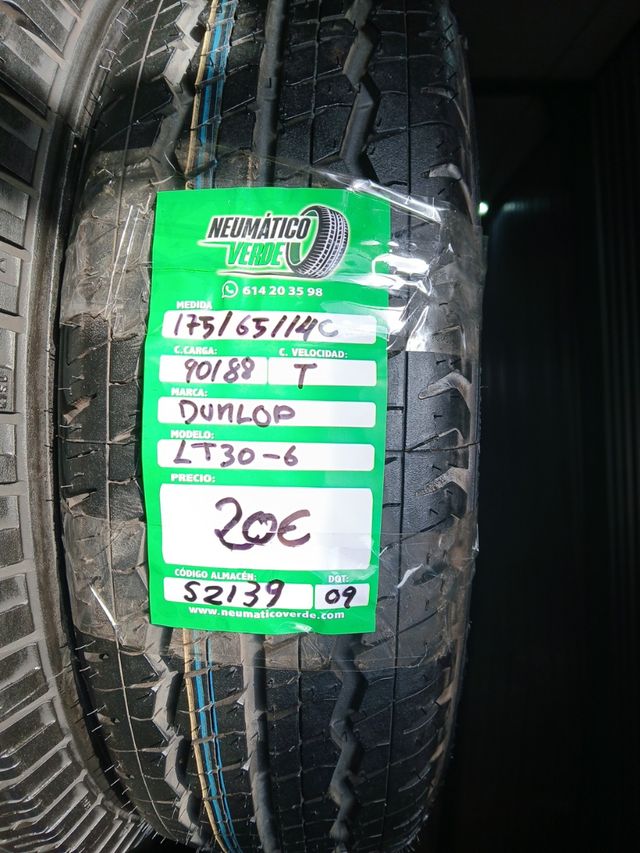 NEUMÁTICO
VERDE
614 20 35 98
MEDIDA
175/65/14C
C.CARGA: C. VELOCIDAD:
90/88 T
MARCA:
DUNLOP
MODELO:
LT30-6
PRECIO:
20€
CÓDIGO ALMACÉN: DOT:
S2139 09
www.neumaticoverde.com